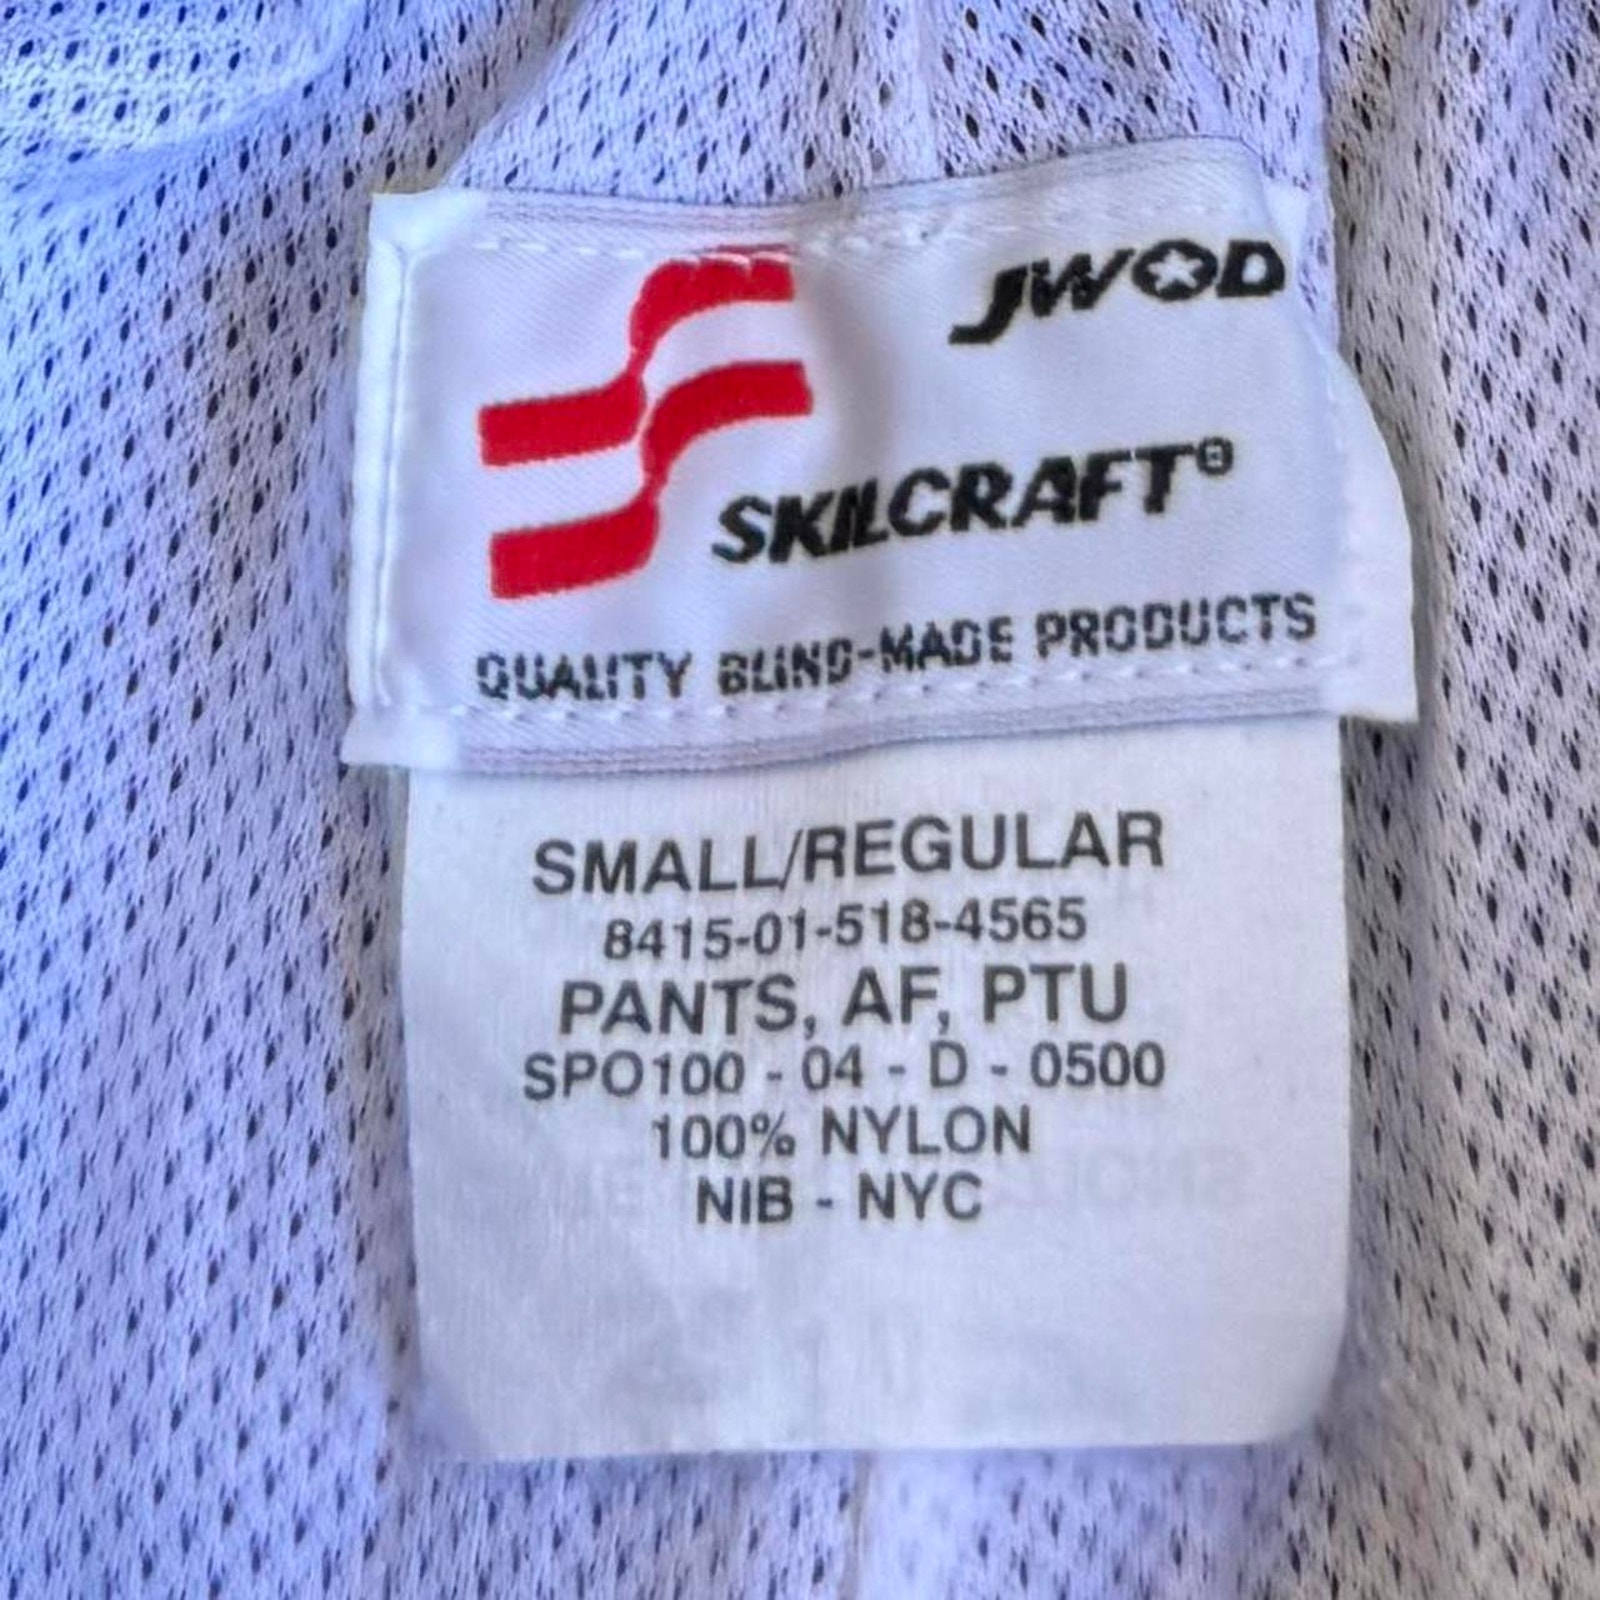 JWOD
SKILCRAFT®
QUALITY BLIND-MADE PRODUCTS
SMALL/REGULAR
8415-01-518-4565
PANTS, AF, PTU
SPO100 - 04 - D - 0500
100% NYLON
NIB - NYC